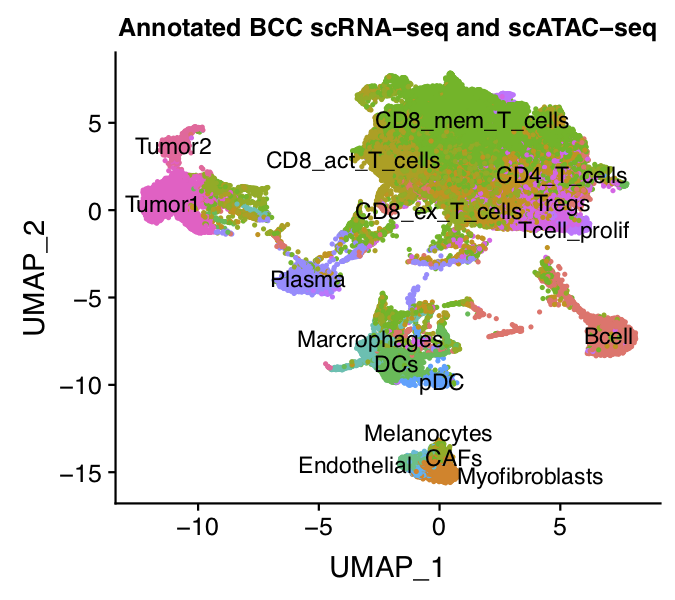 Annotated BCC scRNA–seq and scATAC–seq
UMAP_2
5
0
−5
−10
−15
CD8_mem_T_cells
Tumor2
CD8_act_T_cells
CD4_T_cells
Tumor1
Tregs
CD8_ex_T_cells
Tcell_prolif
Plasma
Marcrophages
Bcell
DCs
pDC
Melanocytes
CAFs
Endothelial
Myofibroblasts
−10
−5
0
5
UMAP_1